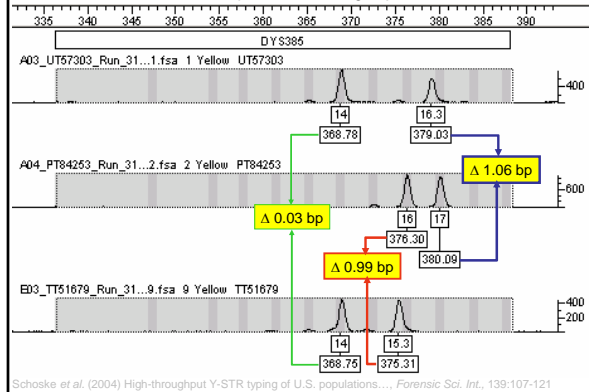 335 340 345 350 355 360 365 370 375 380 385 390
DYS385
A03_UT57303_Run_31...1.fsa 1 Yellow UT57303
400
14 16.3
368.78 379.03
Δ 1.06 bp
A04_PT84253_Run_31...2.fsa 2 Yellow PT84253
600
16 17
Δ 0.03 bp
376.30
380.09
Δ 0.99 bp
E03_TT51679_Run_31...9.fsa 9 Yellow TT51679
400
200
14 15.3
368.75 375.31
Schoske et al. (2004) High-throughput Y-STR typing of U.S. populations..., Forensic Sci. Int., 139:107-121